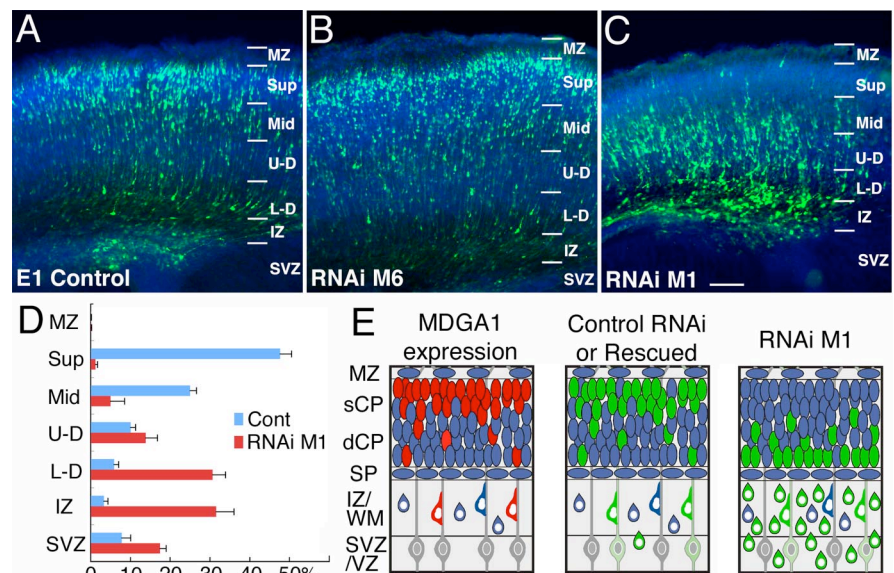 A
MZ
Sup
Mid
U-D
L-D
IZ
SVZ
E1 Control
B
MZ
Sup
Mid
U-D
L-D
IZ
SVZ
RNAi M6
C
MZ
Sup
Mid
U-D
L-D
IZ
SVZ
RNAi M1
D
MZ
Sup
Mid
U-D
L-D
IZ
SVZ
Cont
RNAi M1
0 10 20 30 40 50%
E
MDGA1
expression
Control RNAi
or Rescued
RNAi M1
MZ
sCP
dCP
SP
IZ/
WM
SVZ
/VZ